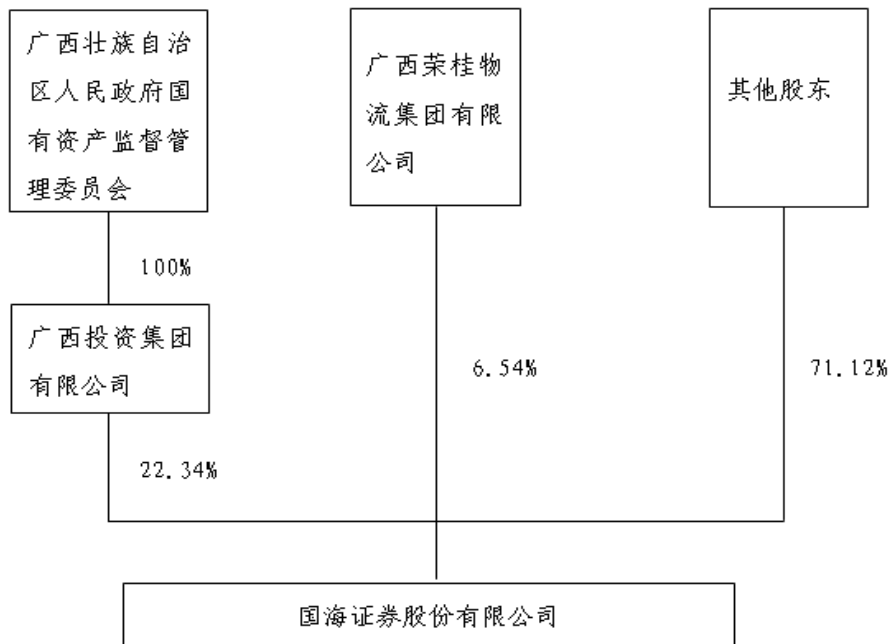 广西壮族自治
区人民政府国
有资产监督管
理委员会
广西荣桂物
流集团有限
公司
其他股东
100%
广西投资集团
有限公司
6.54%
71.12%
22.34%
国海证券股份有限公司